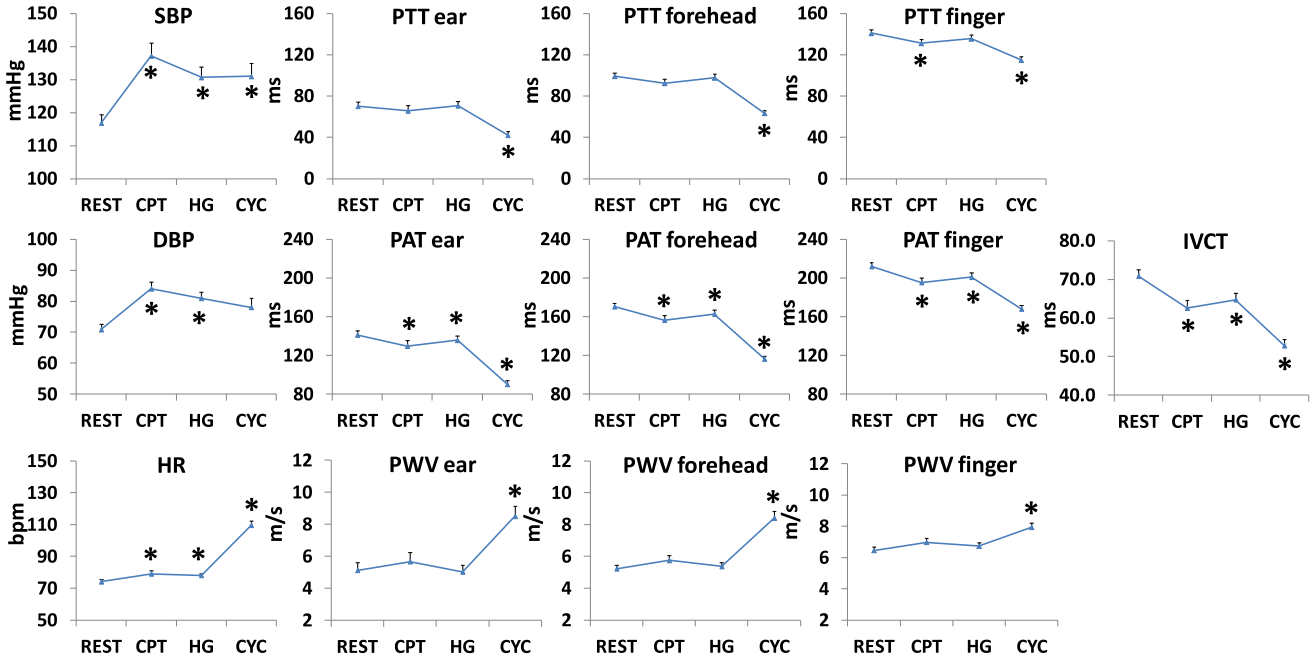 SBP
mmHg
150
140
130
120
110
100
* * *
REST CPT HG CYC
PTT ear
ms
160
120
80
40
0
*
REST CPT HG CYC
PTT forehead
ms
160
120
80
40
0
*
REST CPT HG CYC
PTT finger
ms
160
120
80
40
0
* *
REST CPT HG CYC
DBP
mmHg
100
90
80
70
60
50
* *
REST CPT HG CYC
PAT ear
ms
240
200
160
120
80
* * *
REST CPT HG CYC
PAT forehead
ms
240
200
160
120
80
* * *
REST CPT HG CYC
PAT finger
ms
240
200
160
120
80
* * *
REST CPT HG CYC
IVCT
ms
80.0
70.0
60.0
50.0
40.0
* * *
REST CPT HG CYC
HR
bpm
150
130
110
90
70
50
* * *
REST CPT HG CYC
PWV ear
m/s
12
10
8
6
4
2
*
REST CPT HG CYC
PWV forehead
m/s
12
10
8
6
4
2
*
REST CPT HG CYC
PWV finger
m/s
12
10
8
6
4
2
*
REST CPT HG CYC